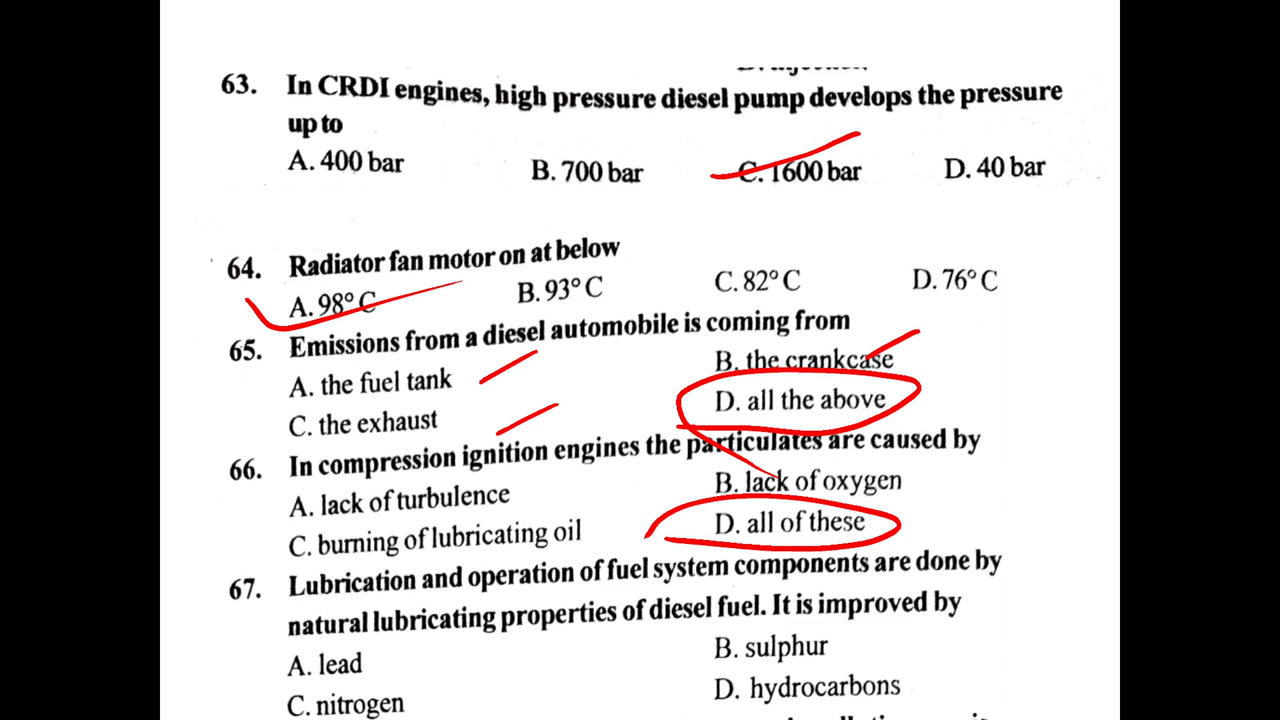 63. In CRDI engines, high pressure diesel pump develops the pressure
up to
A. 400 bar B. 700 bar C. 1600 bar D. 40 bar
64. Radiator fan motor on at below
A. 98° C B. 93° C C. 82° C D. 76° C
65. Emissions from a diesel automobile is coming from
A. the fuel tank B. the crankcase
C. the exhaust D. all the above
66. In compression ignition engines the particulates are caused by
A. lack of turbulence B. lack of oxygen
C. burning of lubricating oil D. all of these
67. Lubrication and operation of fuel system components are done by
natural lubricating properties of diesel fuel. It is improved by
A. lead B. sulphur
C. nitrogen D. hydrocarbons